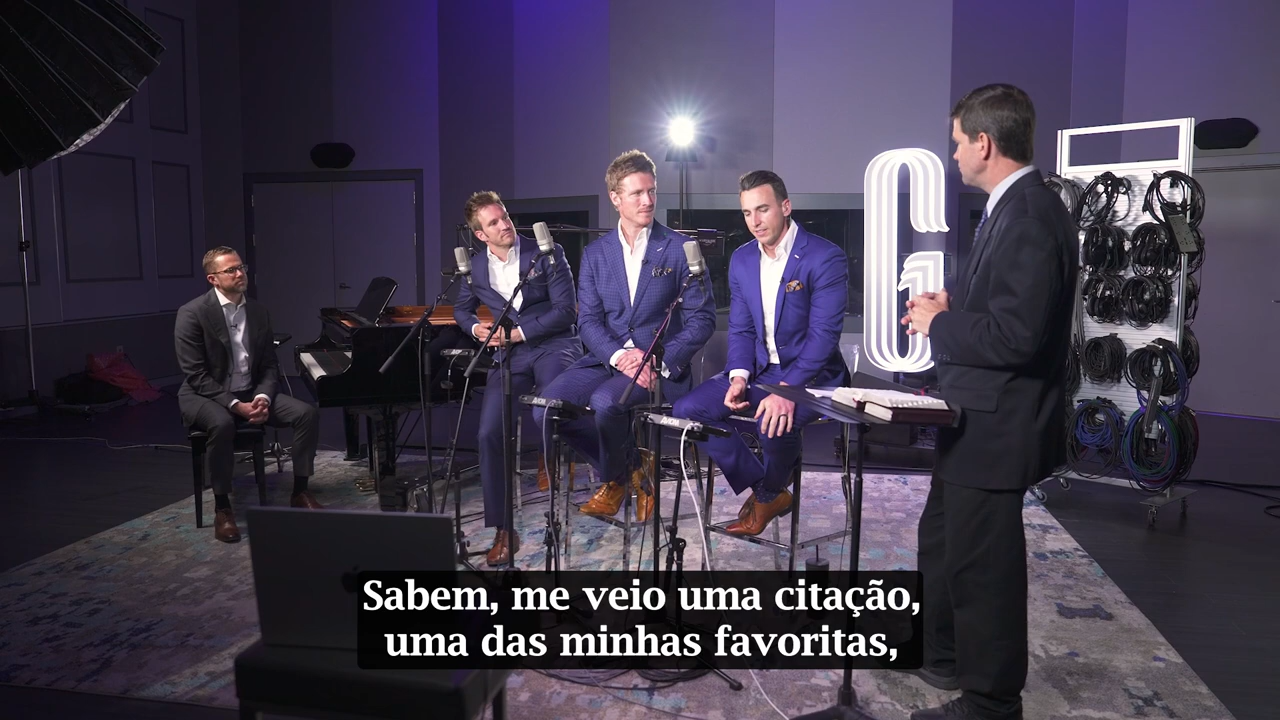 G
Sabem, me veio uma citação,
uma das minhas favoritas,